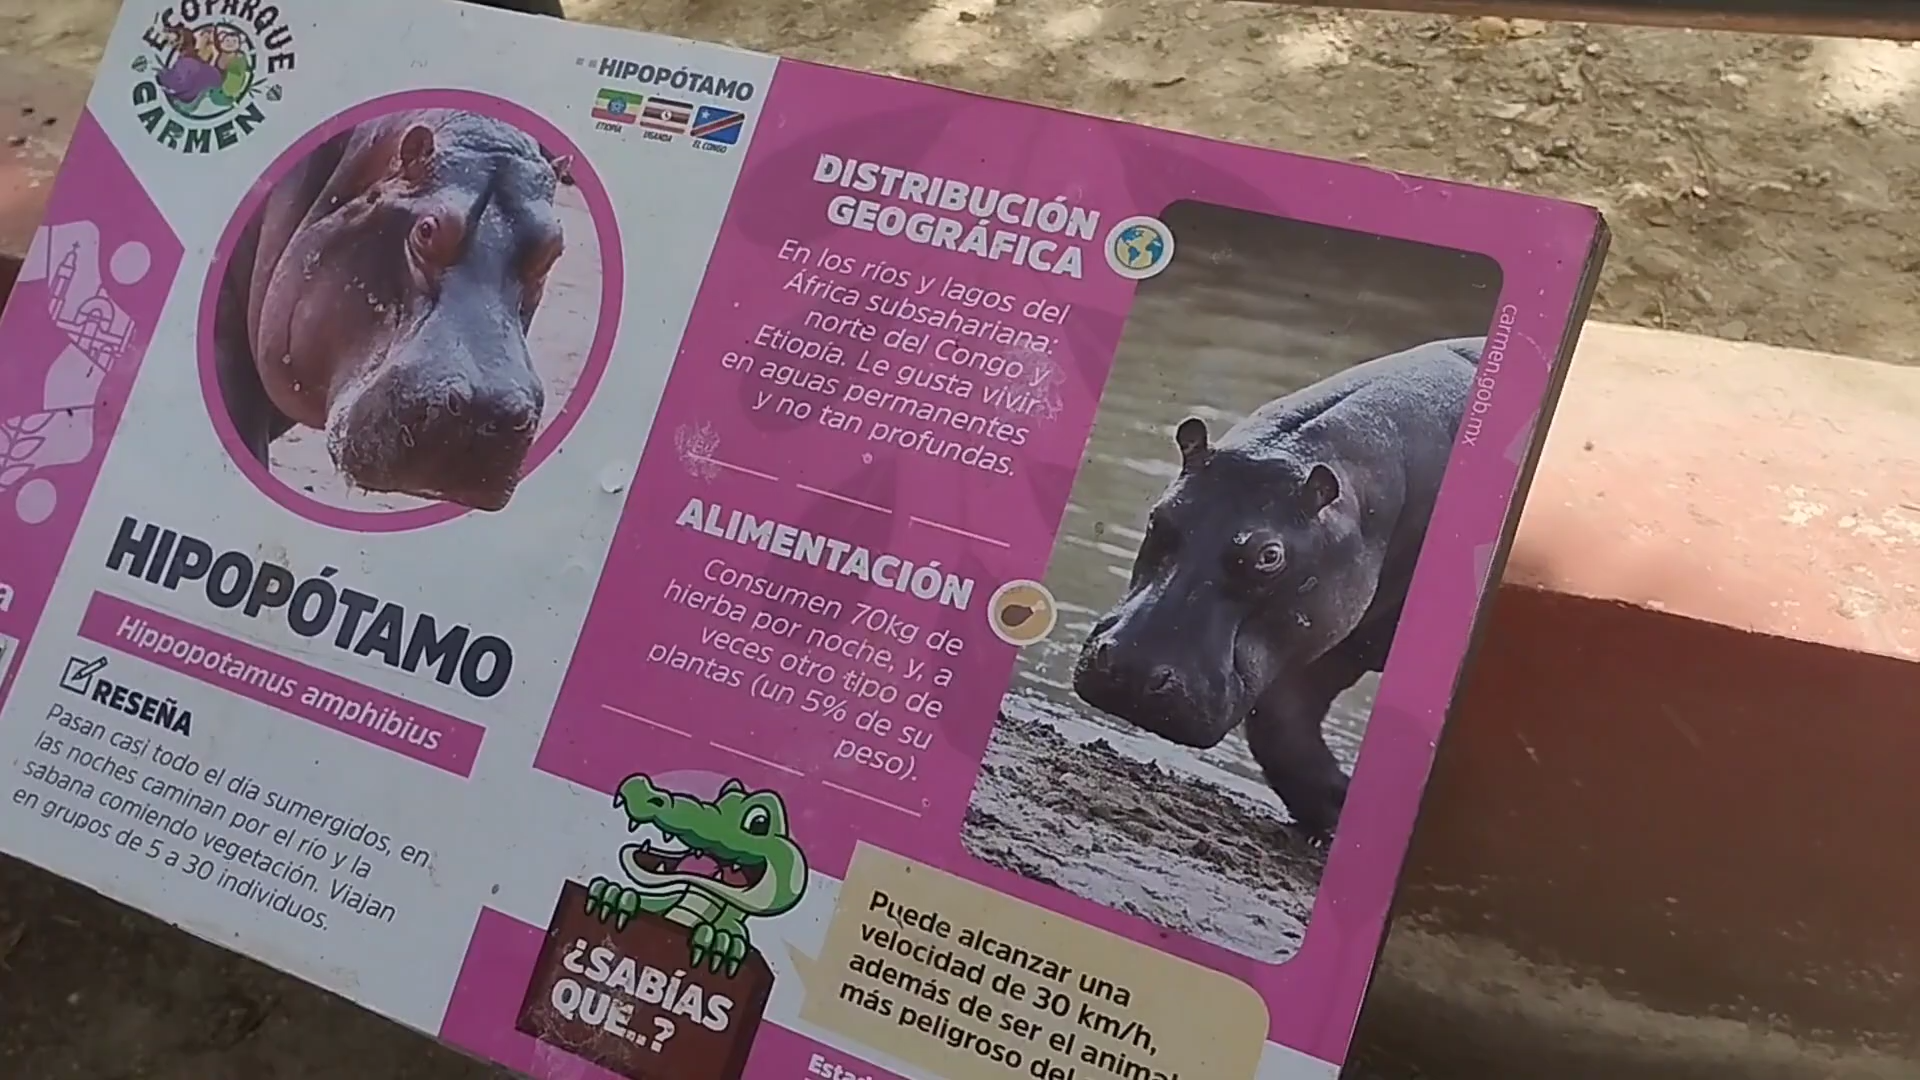 ECOPARQUE
CARMEN
HIPOPÓTAMO
ETIOPÍA
UGANDA
EL CONGO
HIPOPÓTAMO
Hippopotamus amphibius
RESEÑA
Pasan casi todo el día sumergidos, en
las noches caminan por el río y la
sabana comiendo vegetación. Viajan
en grupos de 5 a 30 individuos.
DISTRIBUCIÓN
GEOGRÁFICA
En los ríos y lagos del
África subsahariana:
norte del Congo y
Etiopía. Le gusta vivir
en aguas permanentes
y no tan profundas.
ALIMENTACIÓN
Consumen 70kg de
hierba por noche, y, a
veces otro tipo de
plantas (un 5% de su
peso).
carmen.gob.mx
¿SABÍAS
QUE..?
Puede alcanzar una
velocidad de 30 km/h,
además de ser el animal
más peligroso del